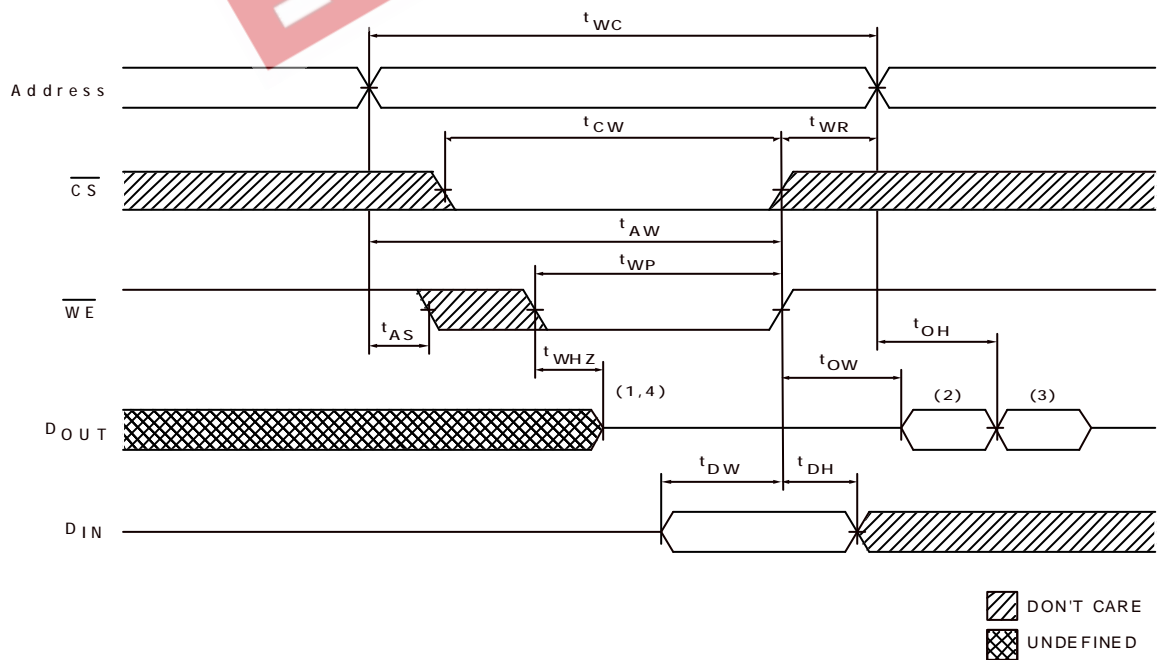 tWC
Address
tCW
tWR
CS
tAW
tWP
WE
tAS
tOH
tWHZ
tOW
(1,4)
(2)
(3)
DOUT
tDW
tDH
DIN
DON'T CARE
UNDEFINED